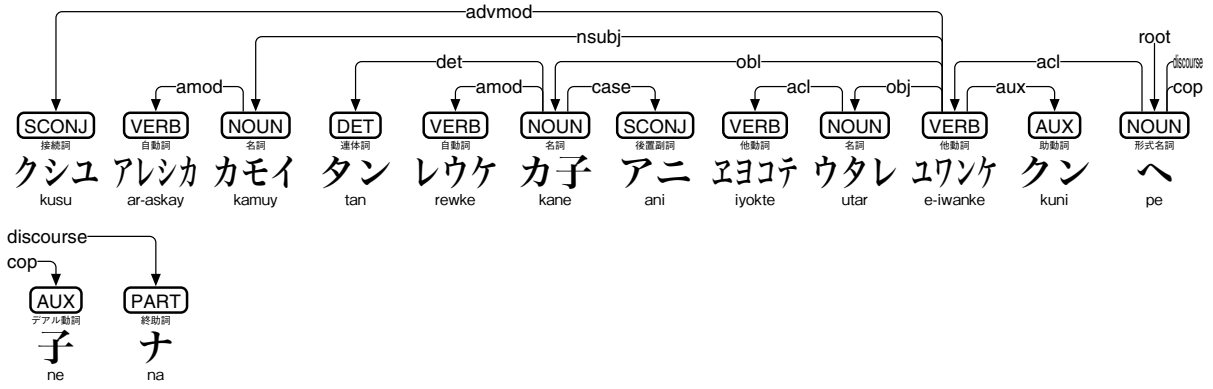 advmod
nsubj root
det obl acl discourse
amod amod case acl obj aux cop
SCONJ VERB NOUN DET VERB NOUN SCONJ VERB NOUN VERB AUX NOUN
接続詞 自動詞 名詞 連体詞 自動詞 名詞 後置副詞 他動詞 名詞 他動詞 助動詞 形式名詞
クシユ アレシカ カモイ タン レウケ カ子 アニ ヱヨコテ ウタレ ユワンケ クン ヘ
kusu ar-askay kamuy tan rewke kane ani iyokte utar e-iwanke kuni pe
discourse
cop
AUX PART
デアル動詞 終助詞
子 ナ
ne na